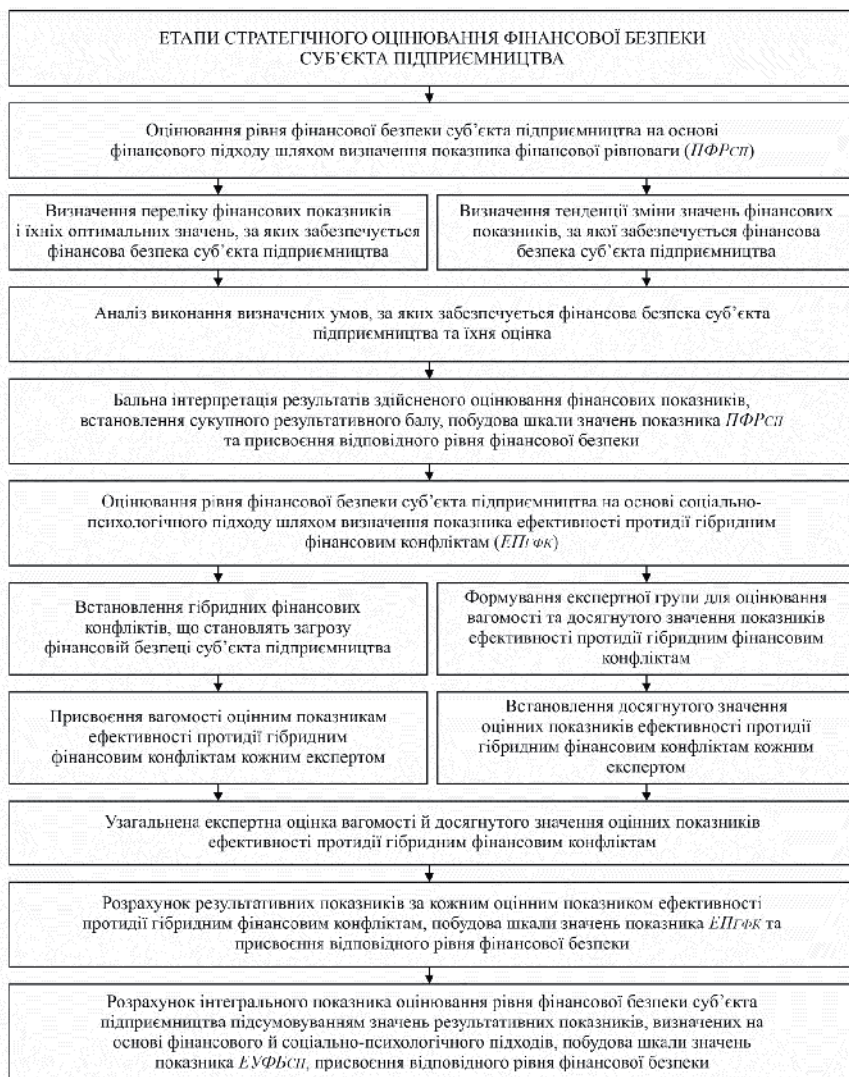 ЕТАПИ СТРАТЕГІЧНОГО ОЦІНЮВАННЯ ФІНАНСОВОЇ БЕЗПЕКИ
СУБ’ЄКТА ПІДПРИЄМНИЦТВА
Оцінювання рівня фінансової безпеки суб’єкта підприємництва на основі
фінансового підходу шляхом визначення показника фінансової рівноваги (ПФРСП)
Визначення переліку фінансових показників
і їхніх оптимальних значень, за яких забезпечується
фінансова безпека суб’єкта підприємництва
Визначення тенденції зміни значень фінансових
показників, за якої забезпечується фінансова
безпека суб’єкта підприємництва
Аналіз виконання визначених умов, за яких забезпечується фінансова безпека суб’єкта
підприємництва та їхня оцінка
Бальна інтерпретація результатів здійсненого оцінювання фінансових показників,
встановлення сукупного результативного балу, побудова шкали значень показника ПФРСП
та присвоєння відповідного рівня фінансової безпеки
Оцінювання рівня фінансової безпеки суб’єкта підприємництва на основі соціально-
психологічного підходу шляхом визначення показника ефективності протидії гібридним
фінансовим конфліктам (ЕПГФК)
Встановлення гібридних фінансових
конфліктів, що становлять загрозу
фінансовій безпеці суб’єкта підприємництва
Формування експертної групи для оцінювання
вагомості та досягнутого значення показників
ефективності протидії гібридним фінансовим
конфліктам
Присвоєння вагомості оцінним показникам
ефективності протидії гібридним
фінансовим конфліктам кожним експертом
Встановлення досягнутого значення
оцінних показників ефективності протидії
гібридним фінансовим конфліктам кожним
експертом
Узагальнена експертна оцінка вагомості й досягнутого значення оцінних показників
ефективності протидії гібридним фінансовим конфліктам
Розрахунок результативних показників за кожним оцінним показником ефективності
протидії гібридним фінансовим конфліктам, побудова шкали значень показника ЕПГФК та
присвоєння відповідного рівня фінансової безпеки
Розрахунок інтегрального показника оцінювання рівня фінансової безпеки суб’єкта
підприємництва підсумовуванням значень результативних показників, визначених на
основі фінансового й соціально-психологічного підходів, побудова шкали значень
показника ЕУФБСП, присвоєння відповідного рівня фінансової безпеки